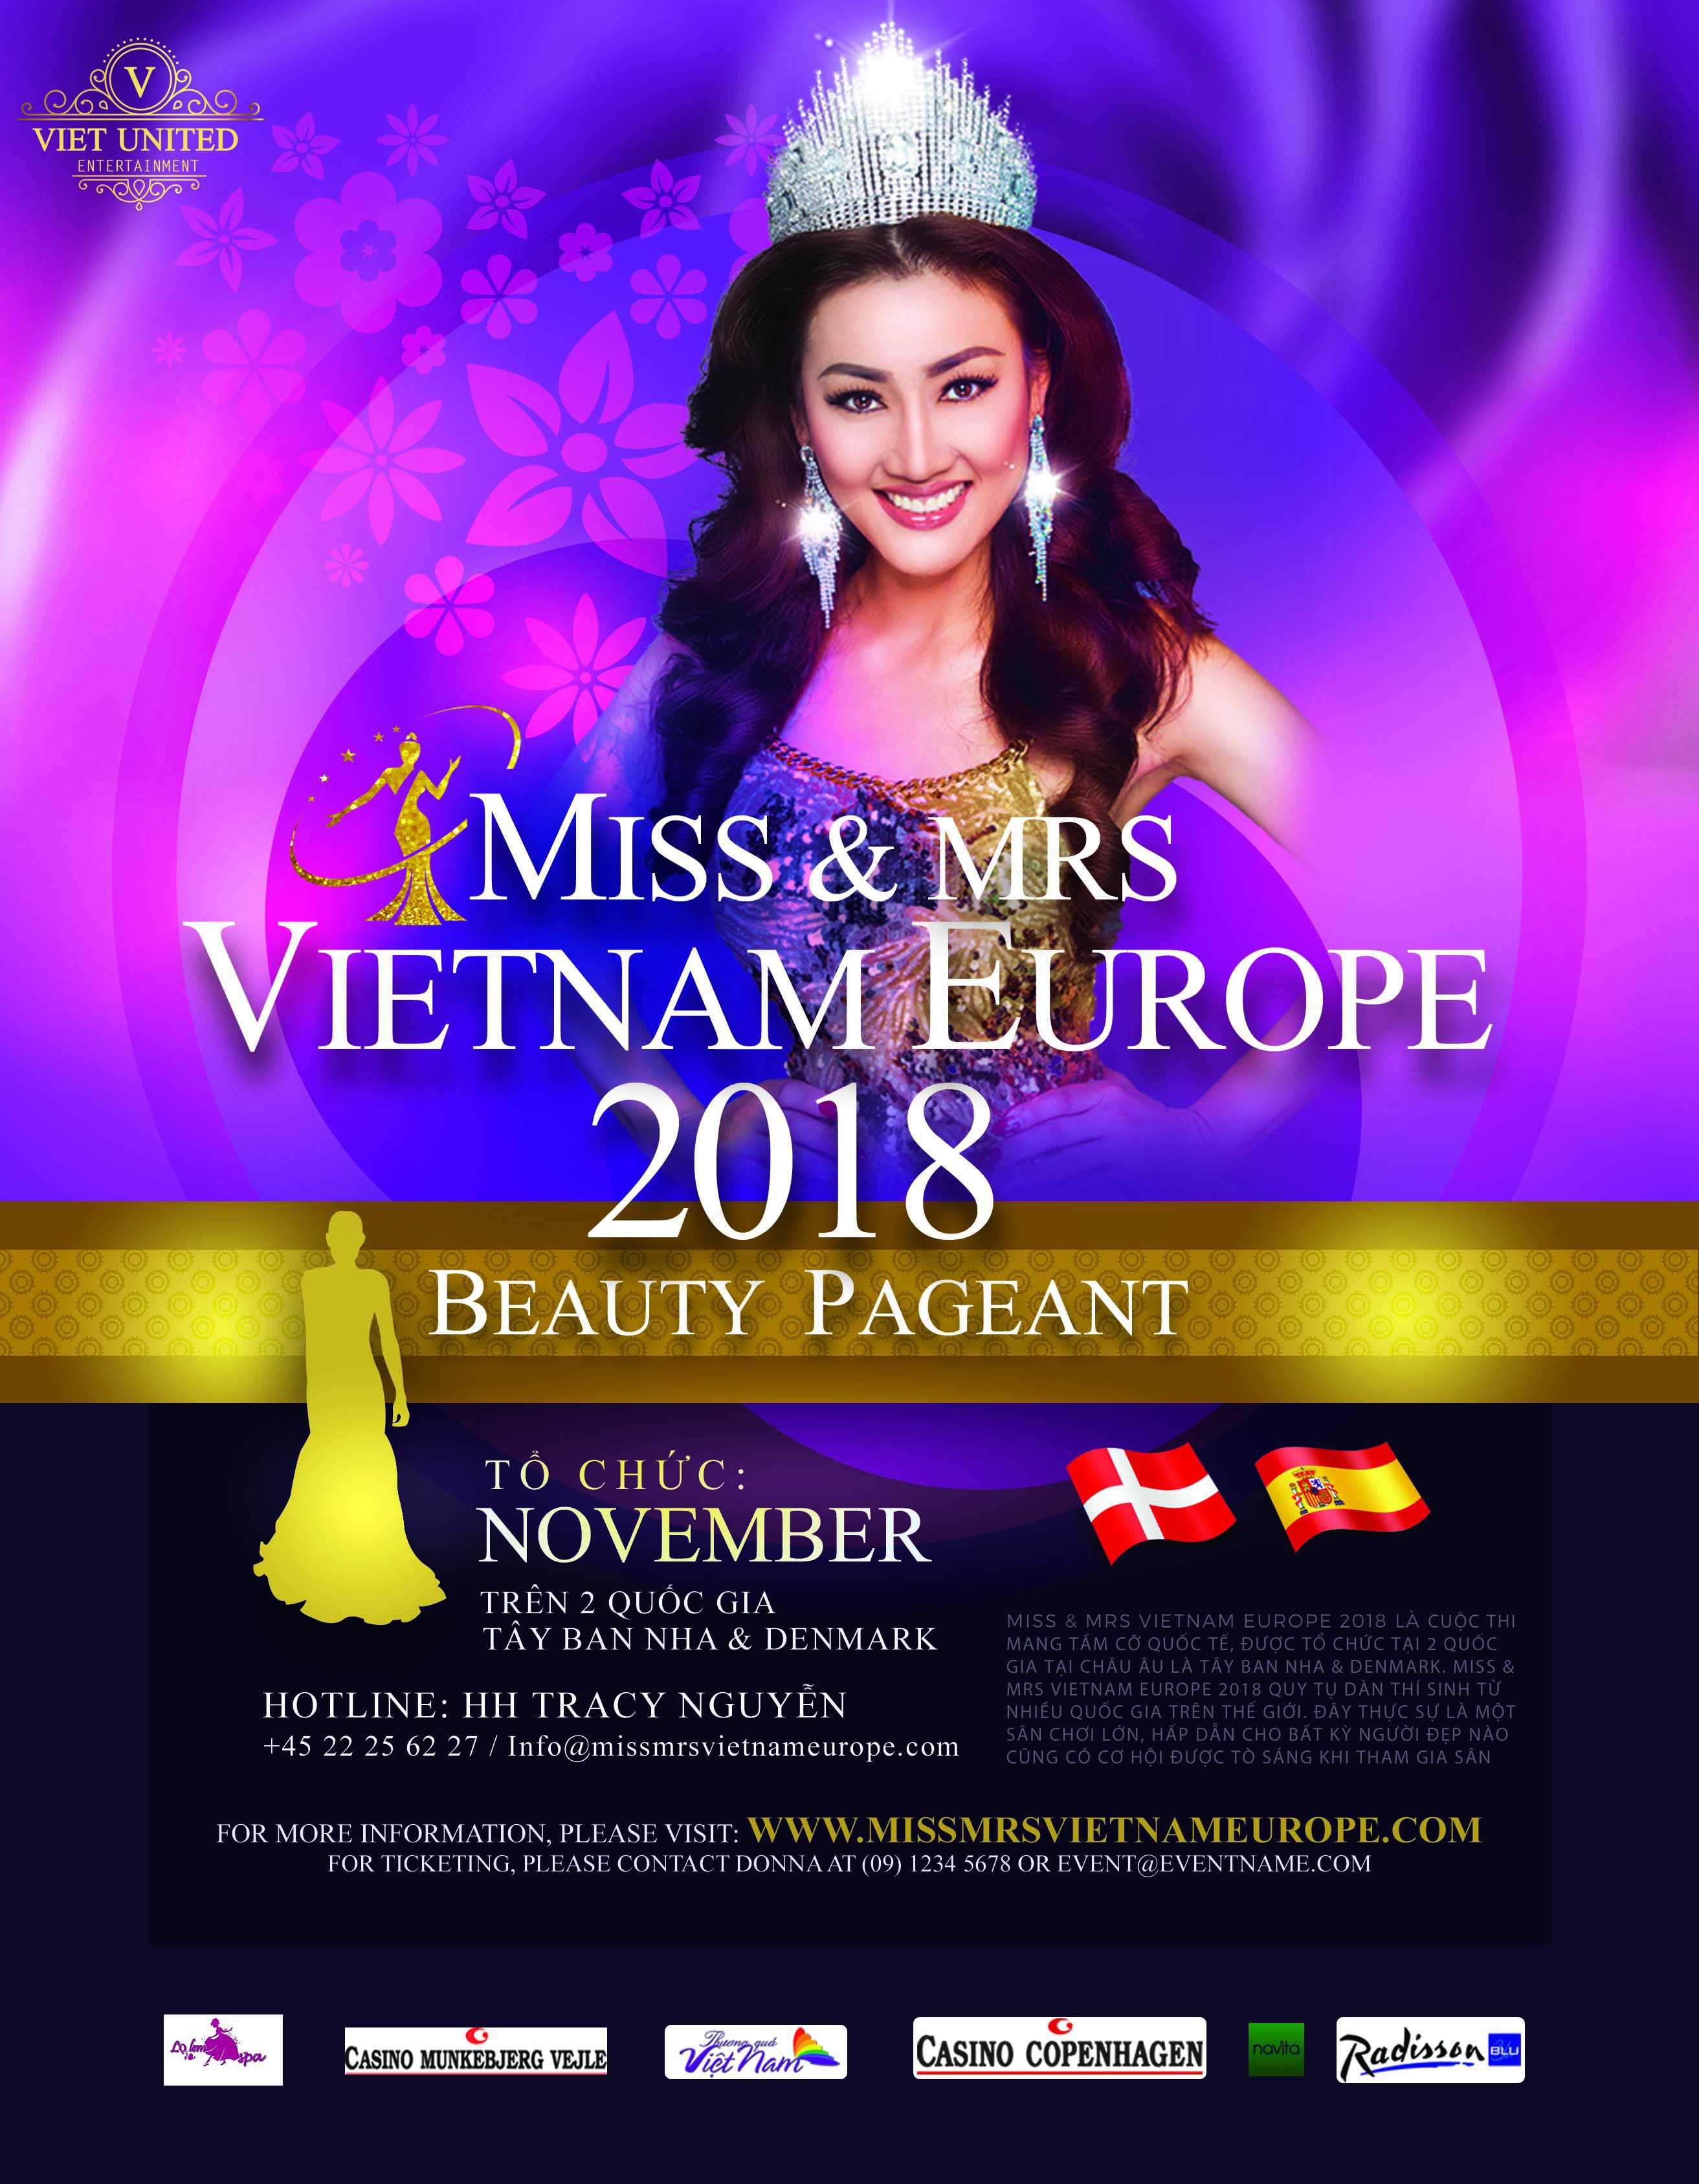 V
VIET UNITED
ENTERTAINMENT
MISS & MRS
VIETNAM EUROPE
2018
BEAUTY PAGEANT
TỔ CHỨC:
NOVEMBER
TRÊN 2 QUỐC GIA
TÂY BAN NHA & DENMARK
HOTLINE: HH TRACY NGUYỄN
+45 22 25 62 27 / Info@missmrsvietnameurope.com
MISS & MRS VIETNAM EUROPE 2018 LÀ CUỘC THI
MANG TẦM CỠ QUỐC TẾ, ĐƯỢC TỔ CHỨC TẠI 2 QUỐC
GIA TẠI CHÂU ÂU LÀ TÂY BAN NHA & DENMARK. MISS &
MRS VIETNAM EUROPE 2018 QUY TỤ DÀN THÍ SINH TỪ
NHIỀU QUỐC GIA TRÊN THẾ GIỚI. ĐÂY THỰC SỰ LÀ MỘT
SÂN CHƠI LỚN, HẤP DẪN CHO BẤT KỲ NGƯỜI ĐẸP NÀO
CŨNG CÓ CƠ HỘI ĐƯỢC TỎ SÁNG KHI THAM GIA SÂN
FOR MORE INFORMATION, PLEASE VISIT: WWW.MISSMRSVIETNAMEUROPE.COM
FOR TICKETING, PLEASE CONTACT DONNA AT (09) 1234 5678 OR EVENT@EVENTNAME.COM
Lọ lem spa
CASINO MUNKEBJERG VEJLE
Thương quá
Việt Nam
CASINO COPENHAGEN
navita
Radisson BLU